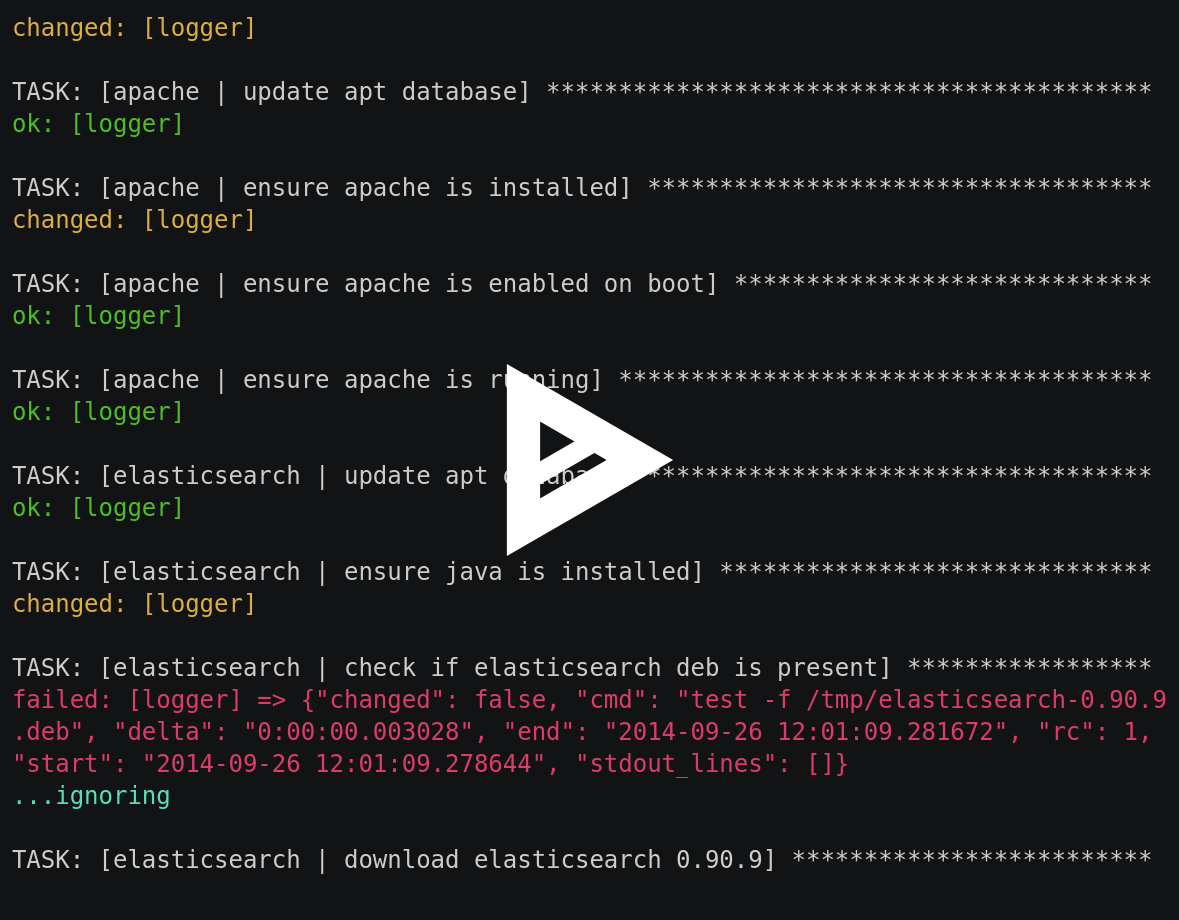 changed: [logger]
TASK: [apache | update apt database] ******************************************
ok: [logger]
TASK: [apache | ensure apache is installed] ***********************************
changed: [logger]
TASK: [apache | ensure apache is enabled on boot] *****************************
ok: [logger]
TASK: [apache | ensure apache is running] *************************************
ok: [logger]
TASK: [elasticsearch | update apt database] ***********************************
ok: [logger]
TASK: [elasticsearch | ensure java is installed] ******************************
changed: [logger]
TASK: [elasticsearch | check if elasticsearch deb is present] *****************
failed: [logger] => {"changed": false, "cmd": "test -f /tmp/elasticsearch-0.90.9
.deb", "delta": "0:00:00.003028", "end": "2014-09-26 12:01:09.281672", "rc": 1,
"start": "2014-09-26 12:01:09.278644", "stdout_lines": []}
...ignoring
TASK: [elasticsearch | download elasticsearch 0.90.9] *************************